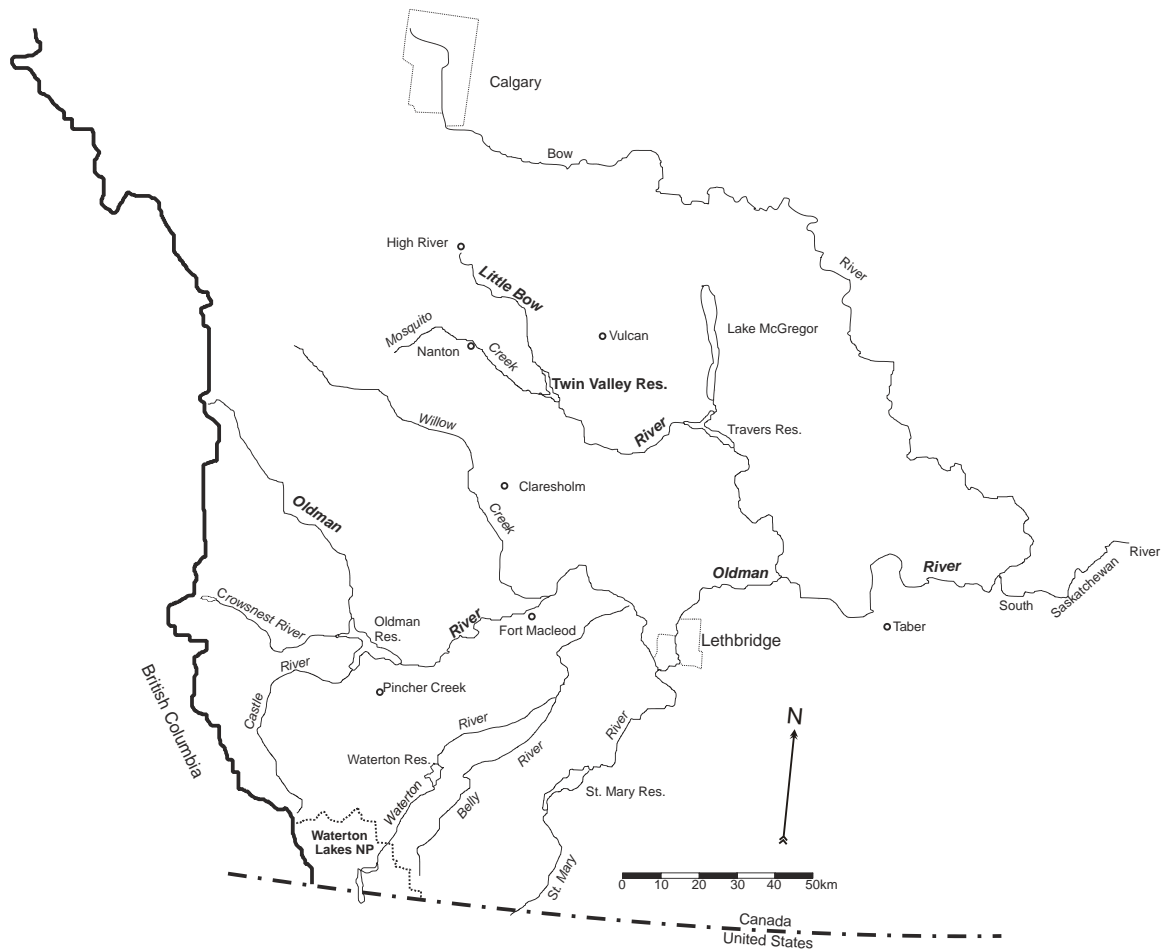 Calgary
Bow
High River
Little Bow
River
Mosquito
Nanton
Creek
Vulcan
Lake McGregor
Twin Valley Res.
Willow
River
Travers Res.
Claresholm
Oldman
Creek
Oldman
River
River
South
Saskatchewan
Crowsnest River
Oldman
Res.
River
Fort Macleod
Taber
Lethbridge
River
Castle
Pincher Creek
British Columbia
River
River
River
Waterton Res.
Waterton
Belly
St. Mary Res.
N
Waterton
Lakes NP
St. Mary
0 10 20 30 40 50km
Canada
United States